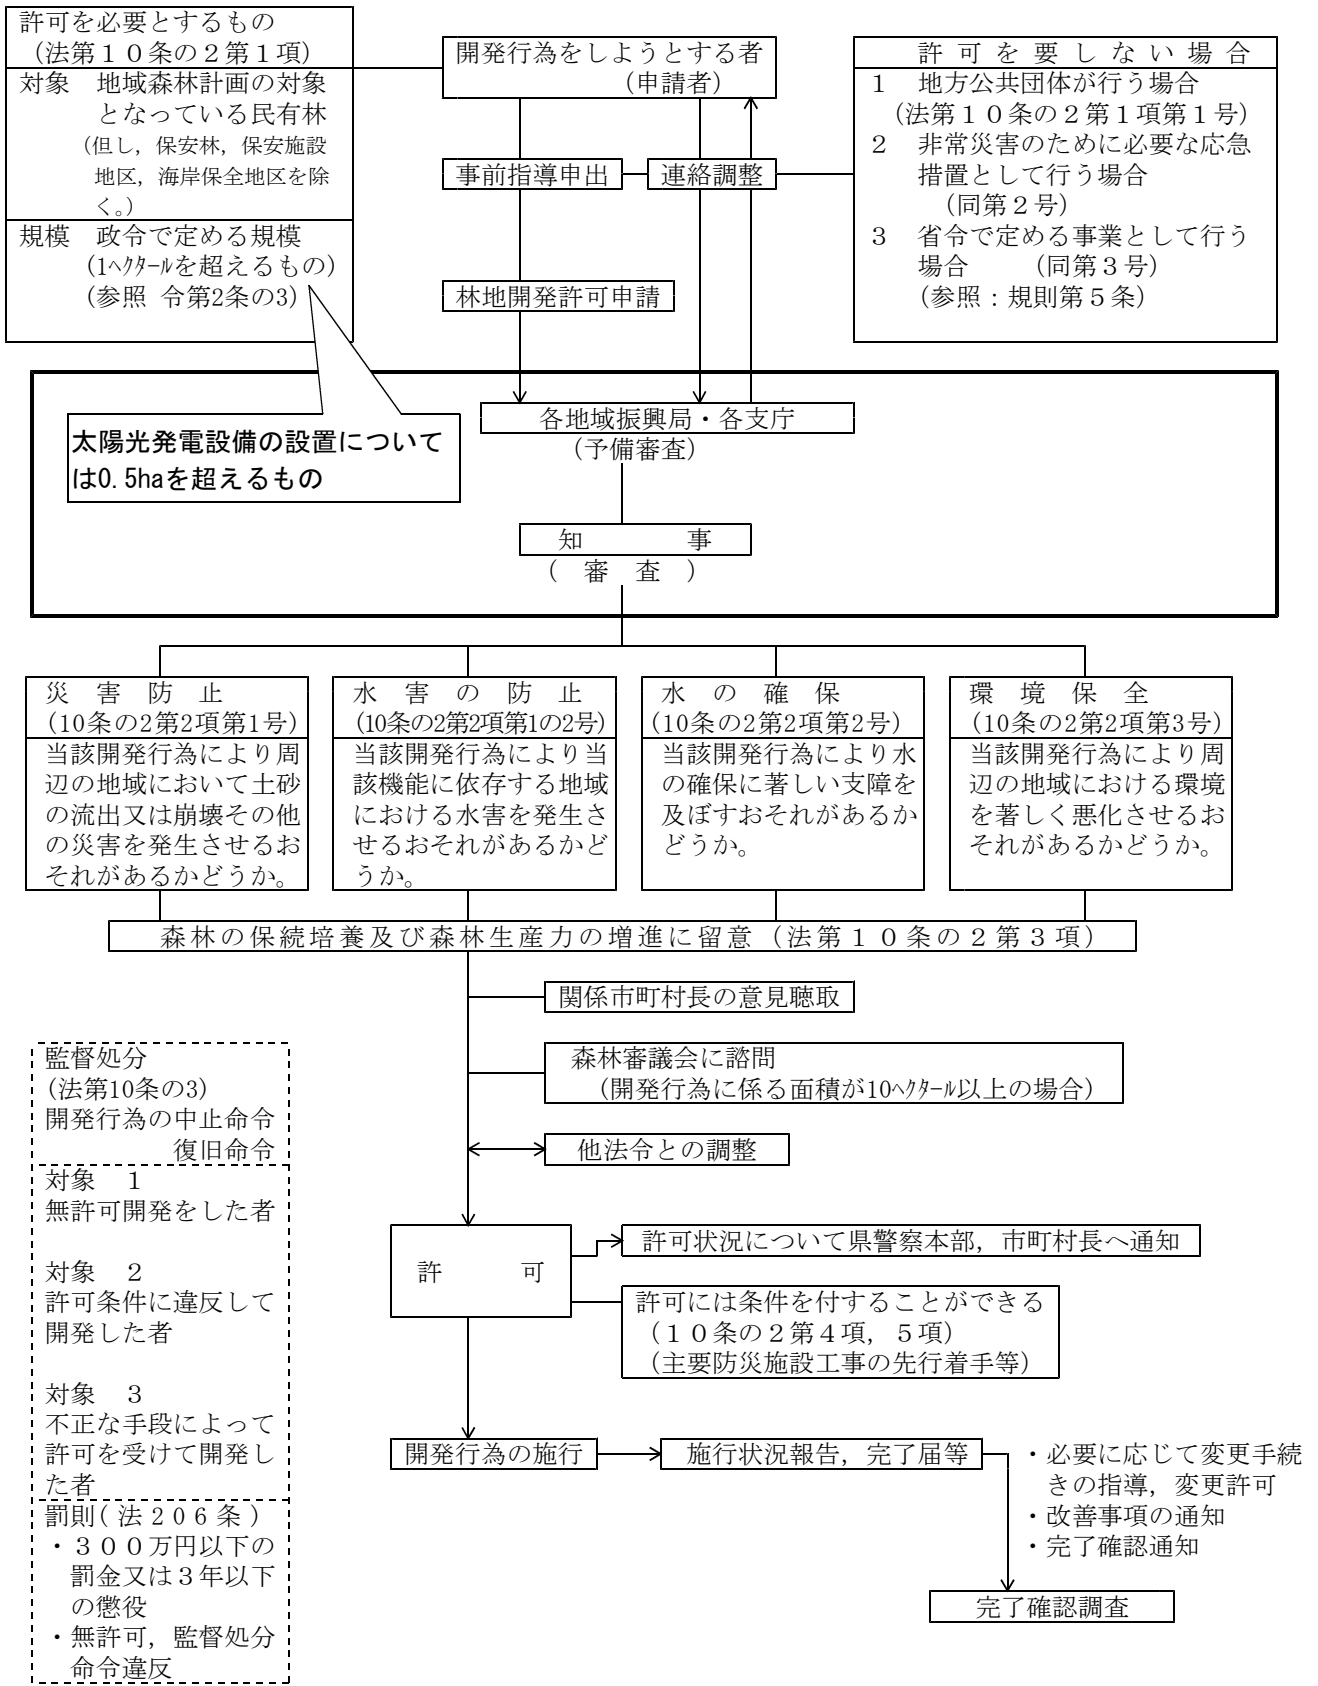 許可を必要とするもの
(法第１０条の２第１項)
対象　地域森林計画の対象
となっている民有林
(但し，保安林，保安施設
地区，海岸保全地区を除
く。)
規模　政令で定める規模
(1ﾍｸﾀｰﾙを超えるもの)
(参照 令第2条の3)
開発行為をしようとする者
(申請者)
事前指導申出
連絡調整
林地開発許可申請
許可を要しない場合
１　地方公共団体が行う場合
(法第１０条の２第１項第１号)
２　非常災害のために必要な応急
措置として行う場合
(同第２号)
３　省令で定める事業として行う
場合　　(同第３号)
(参照：規則第５条)
太陽光発電設備の設置について
は0.5haを超えるもの
各地域振興局・各支庁
(予備審査)
知　　　　事
(　審　査　)
災　害　防　止
(10条の2第2項第1号)
当該開発行為により周
辺の地域において土砂
の流出又は崩壊その他
の災害を発生させるお
それがあるかどうか。
水　害　の　防　止
(10条の2第2項第1の2号)
当該開発行為により当
該機能に依存する地域
における水害を発生さ
せるおそれがあるかど
うか。
水　の　確　保
(10条の2第2項第2号)
当該開発行為により水
の確保に著しい支障を
及ぼすおそれがあるか
どうか。
環　境　保　全
(10条の2第2項第3号)
当該開発行為により周
辺の地域における環境
を著しく悪化させるお
それがあるかどうか。
森林の保続培養及び森林生産力の増進に留意(法第１０条の２第３項)
関係市町村長の意見聴取
森林審議会に諮問
(開発行為に係る面積が10ﾍｸﾀｰﾙ以上の場合)
他法令との調整
許　　　可
許可状況について県警察本部，市町村長へ通知
許可には条件を付することができる
(１０条の２第４項，５項)
(主要防災施設工事の先行着手等)
開発行為の施行
施行状況報告，完了届等
・必要に応じて変更手続
きの指導，変更許可
・改善事項の通知
・完了確認通知
完了確認調査
監督処分
(法第10条の3)
開発行為の中止命令
復旧命令
対象　１
無許可開発をした者
対象　２
許可条件に違反して
開発した者
対象　３
不正な手段によって
許可を受けて開発し
た者
罰則(法206条)
・３００万円以下の
罰金又は３年以下
の懲役
・無許可，監督処分
命令違反